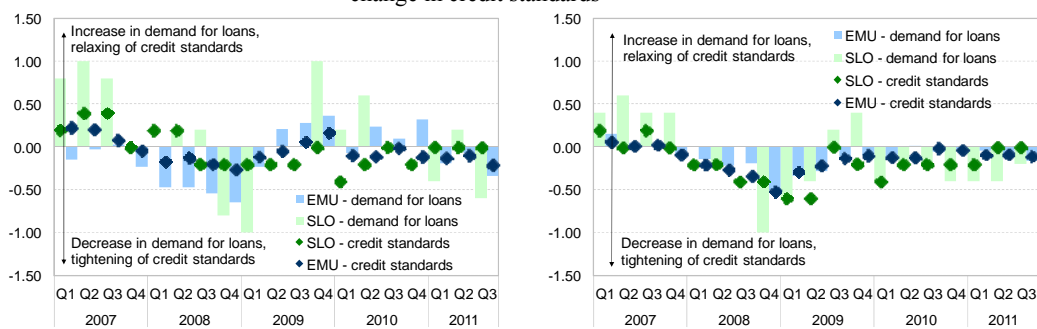 change in credit standards
1.50
1.00
0.50
0.00
-0.50
-1.00
-1.50
Increase in demand for loans,
relaxing of credit standards
EMU - demand for loans
SLO - demand for loans
SLO - credit standards
EMU - credit standards
Decrease in demand for loans,
tightening of credit standards
Q1 Q2 Q3 Q4 Q1 Q2 Q3 Q4 Q1 Q2 Q3 Q4 Q1 Q2 Q3 Q4 Q1 Q2 Q3
2007 2008 2009 2010 2011
1.50
1.00
0.50
0.00
-0.50
-1.00
-1.50
Increase in demand for loans,
relaxing of credit standards
EMU - demand for loans
SLO - demand for loans
SLO - credit standards
EMU - credit standards
Decrease in demand for loans,
tightening of credit standards
Q1 Q2 Q3 Q4 Q1 Q2 Q3 Q4 Q1 Q2 Q3 Q4 Q1 Q2 Q3 Q4 Q1 Q2 Q3
2007 2008 2009 2010 2011